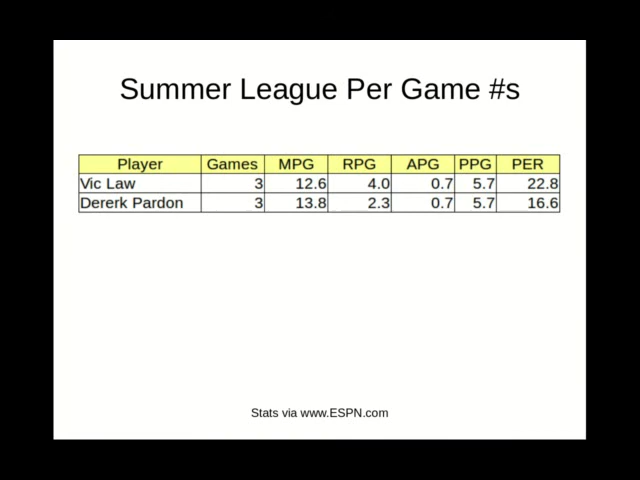 Summer League Per Game #s
Player Games MPG RPG APG PPG PER
Vic Law 3 12.6 4.0 0.7 5.7 22.8
Dererk Pardon 3 13.8 2.3 0.7 5.7 16.6
Stats via www.ESPN.com